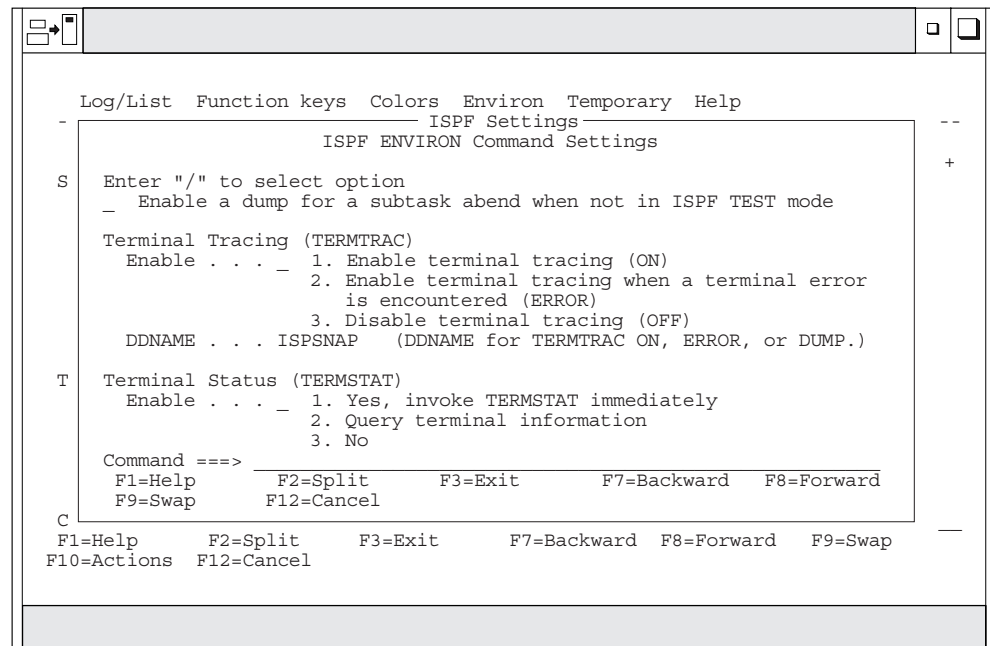 Log/List  Function keys  Colors  Environ  Temporary  Help
- ISPF Settings --
ISPF ENVIRON Command Settings
+
S  Enter "/" to select option
_  Enable a dump for a subtask abend when not in ISPF TEST mode
Terminal Tracing (TERMTRAC)
Enable . . . _  1. Enable terminal tracing (ON)
2. Enable terminal tracing when a terminal error
is encountered (ERROR)
3. Disable terminal tracing (OFF)
DDNAME . . . ISPSNAP   (DDNAME for TERMTRAC ON, ERROR, or DUMP.)
T  Terminal Status (TERMSTAT)
Enable . . . _  1. Yes, invoke TERMSTAT immediately
2. Query terminal information
3. No
Command ===> 
F1=Help  F2=Split  F3=Exit  F7=Backward  F8=Forward
F9=Swap  F12=Cancel
C
F1=Help  F2=Split  F3=Exit  F7=Backward  F8=Forward  F9=Swap
F10=Actions  F12=Cancel